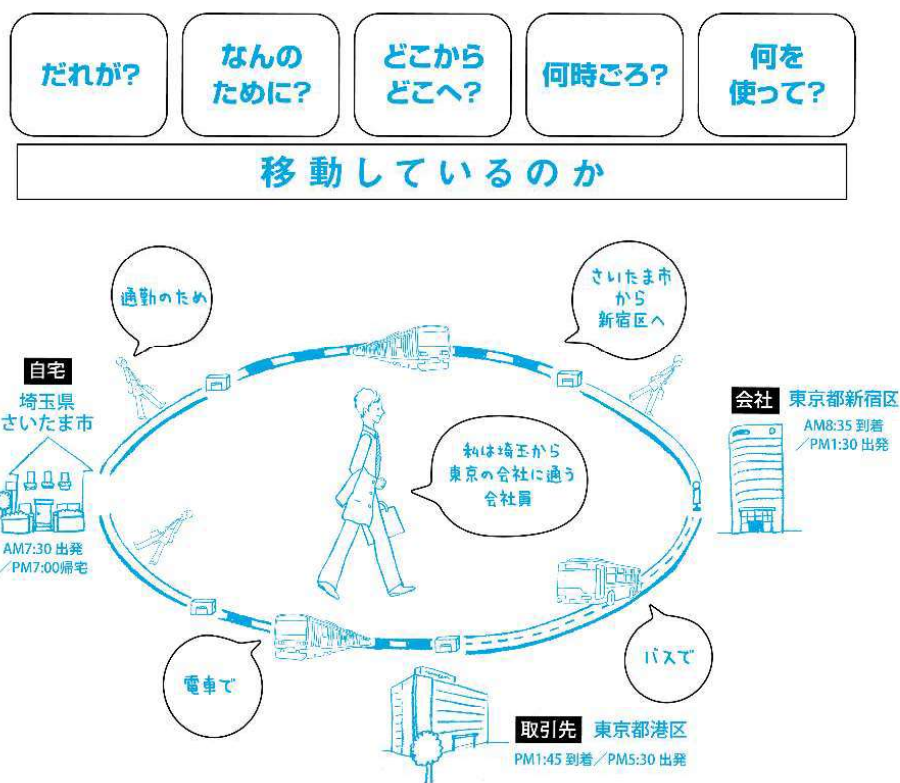 だれが?
なんの
ために?
どこから
どこへ?
何時ごろ?
何を
使って?
移動しているのか
通勤のため
さいたま市
から
新宿区へ
自宅
埼玉県
さいたま市
AM7:30 出発
/PM7:00帰宅
私は埼玉から
東京の会社に通う
会社員
会社 東京都新宿区
AM8:35 到着
/PM1:30 出発
電車で
バスで
取引先 東京都港区
PM1:45 到着/PM5:30 出発